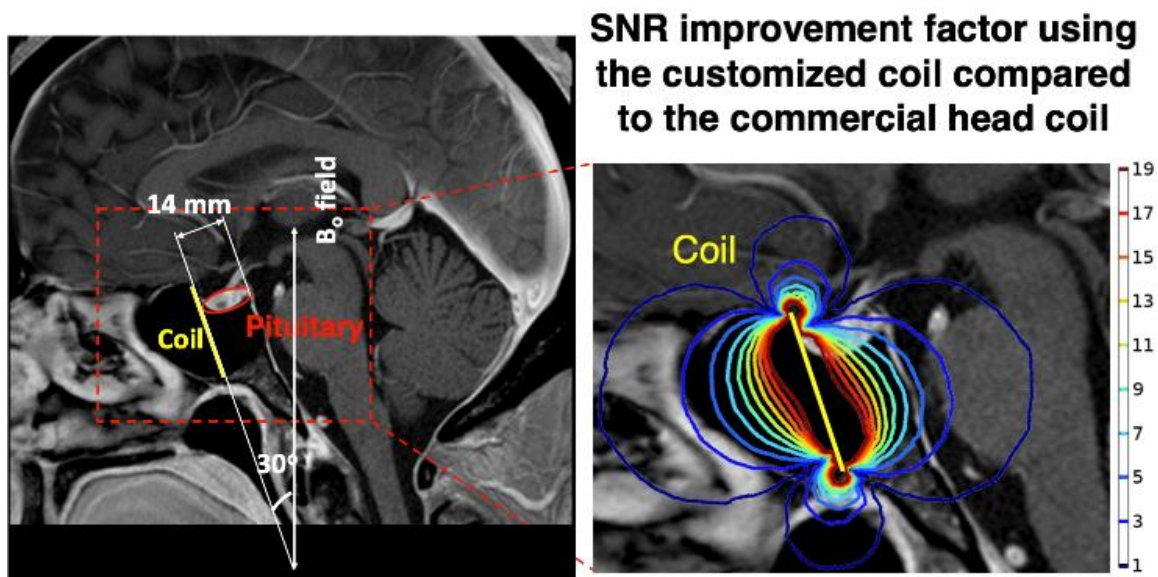 SNR improvement factor using
the customized coil compared
to the commercial head coil
14 mm
B₀ field
Coil
Pituitary
30°
Coil
19
17
15
13
11
9
7
5
3
1